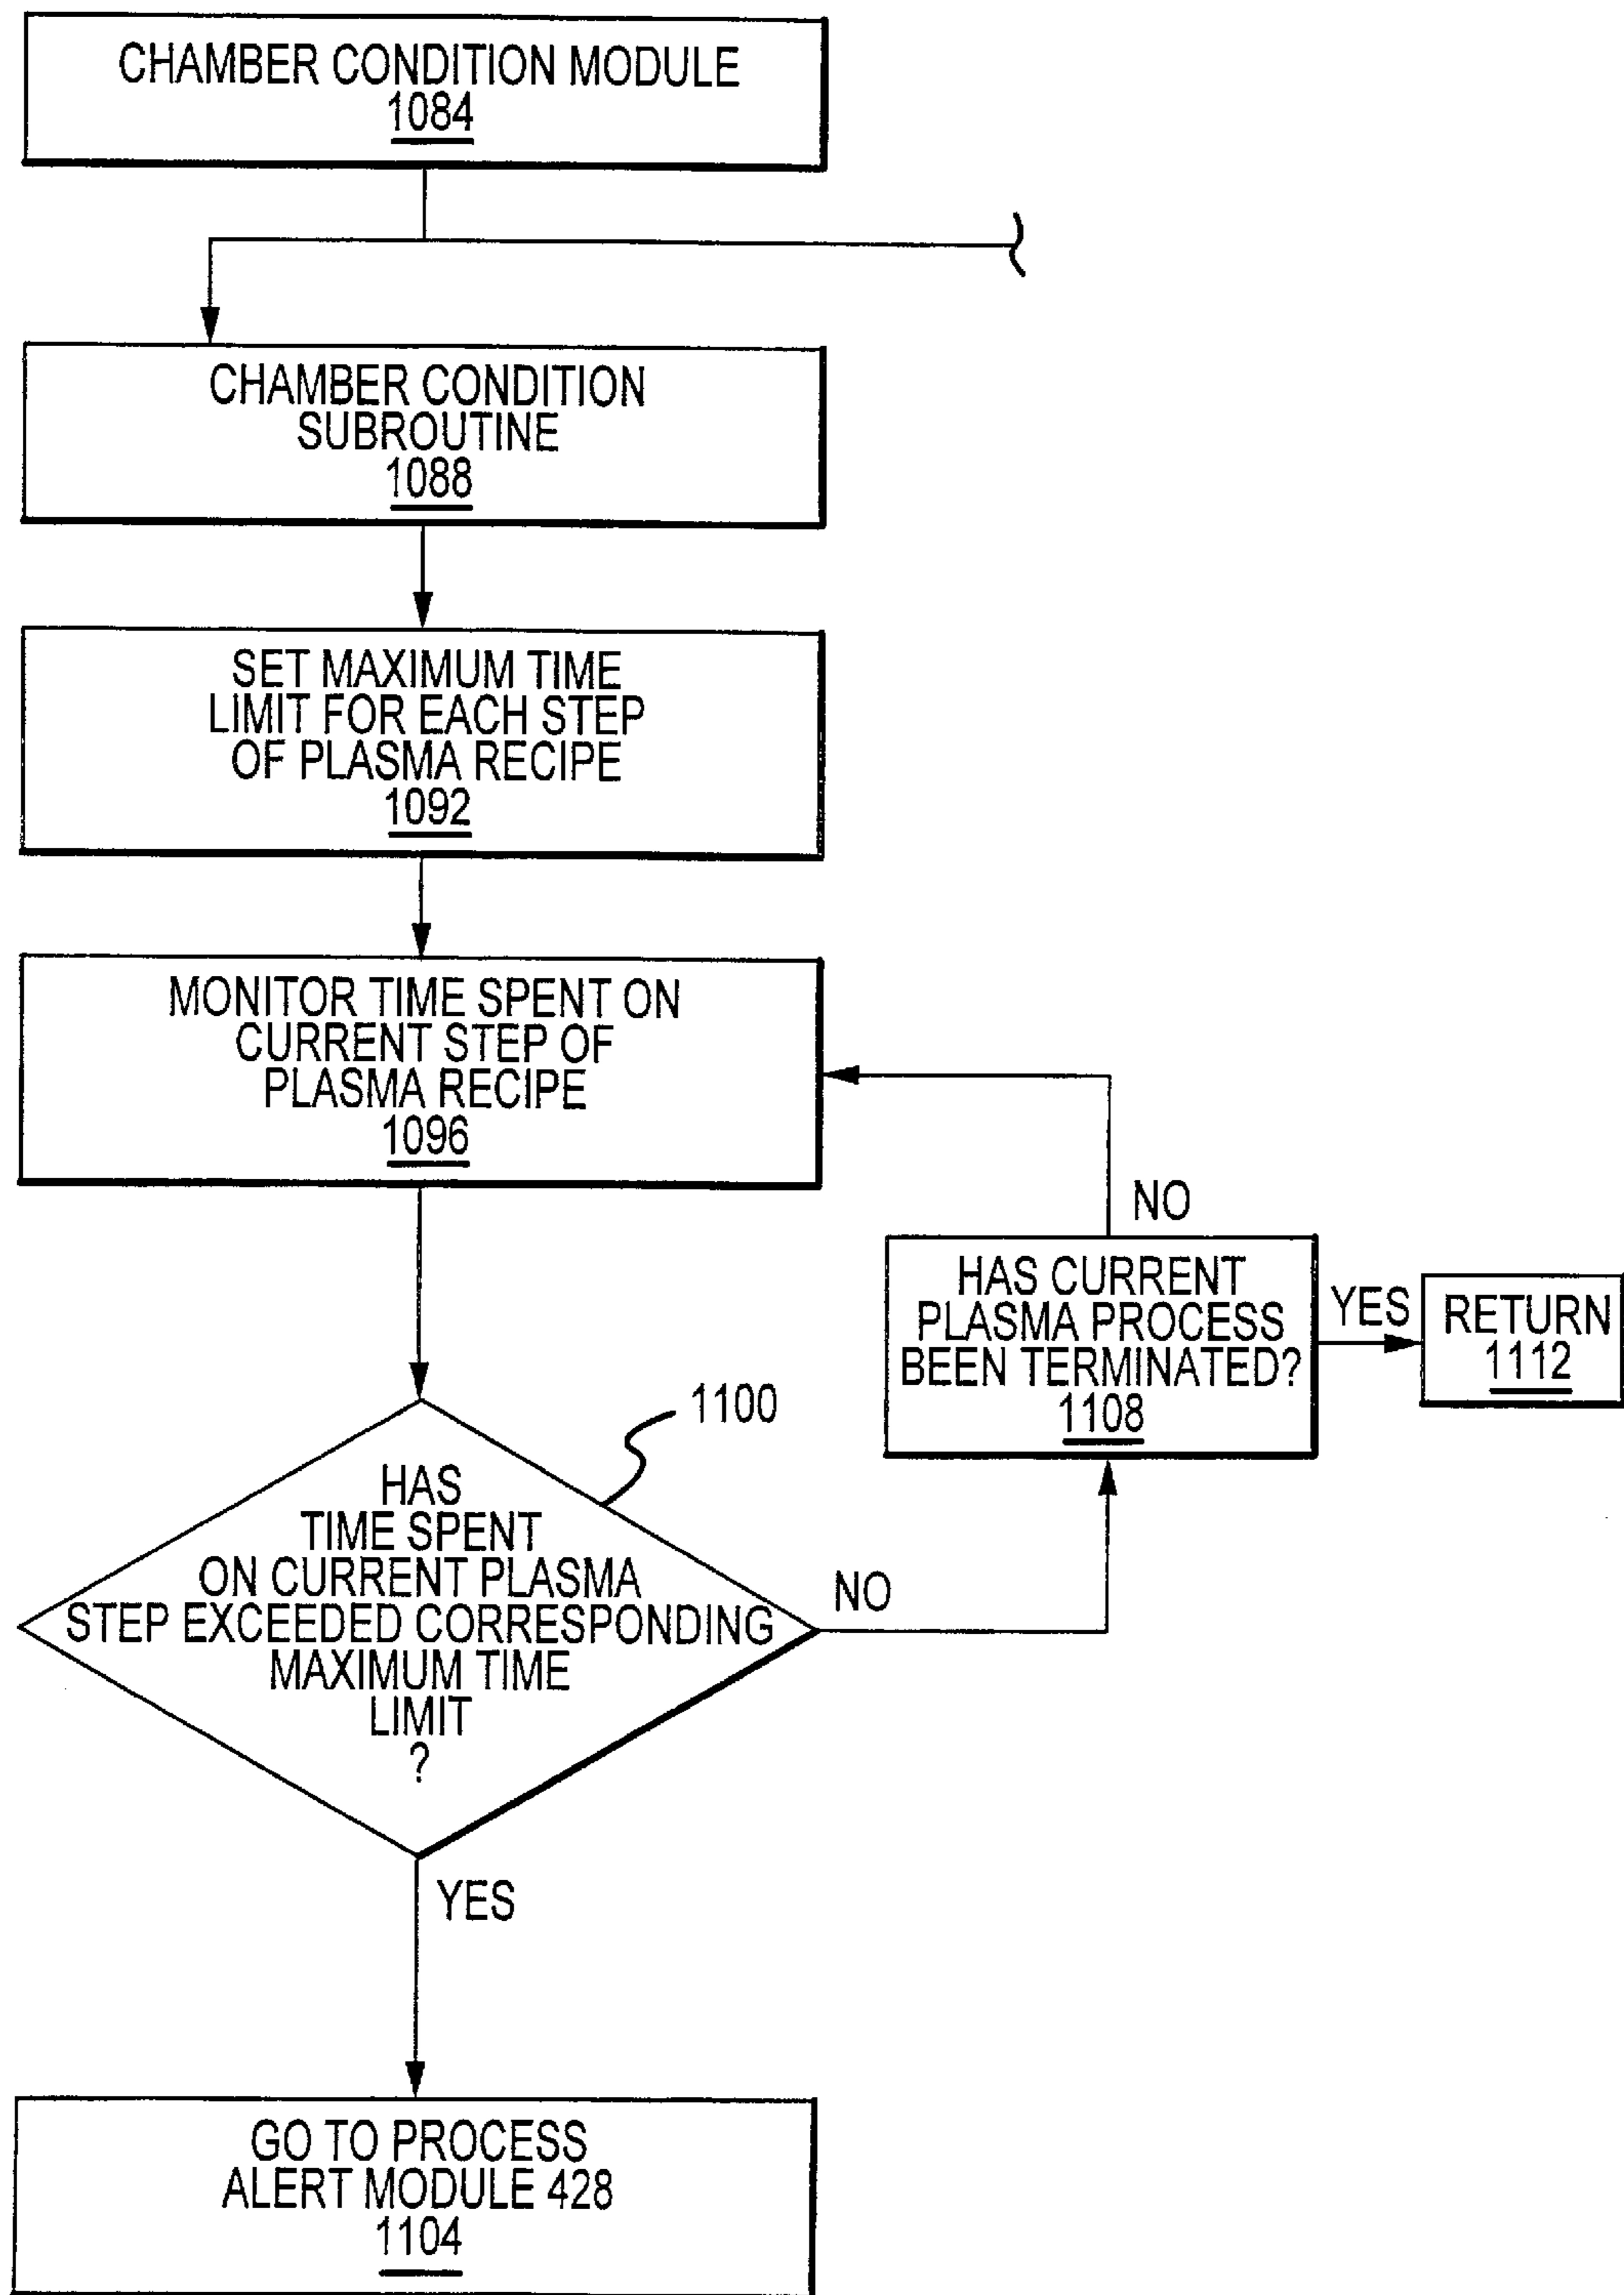 CHAMBER CONDITION MODULE
1084
CHAMBER CONDITION
SUBROUTINE
1088
SET MAXIMUM TIME
LIMIT FOR EACH STEP
OF PLASMA RECIPE
1092
MONITOR TIME SPENT ON
CURRENT STEP OF
PLASMA RECIPE
1096
NO
HAS CURRENT
PLASMA PROCESS
BEEN TERMINATED?
1108
YES
RETURN
1112
1100
HAS
TIME SPENT
ON CURRENT PLASMA
STEP EXCEEDED CORRESPONDING
MAXIMUM TIME
LIMIT
?
NO
YES
GO TO PROCESS
ALERT MODULE 428
1104